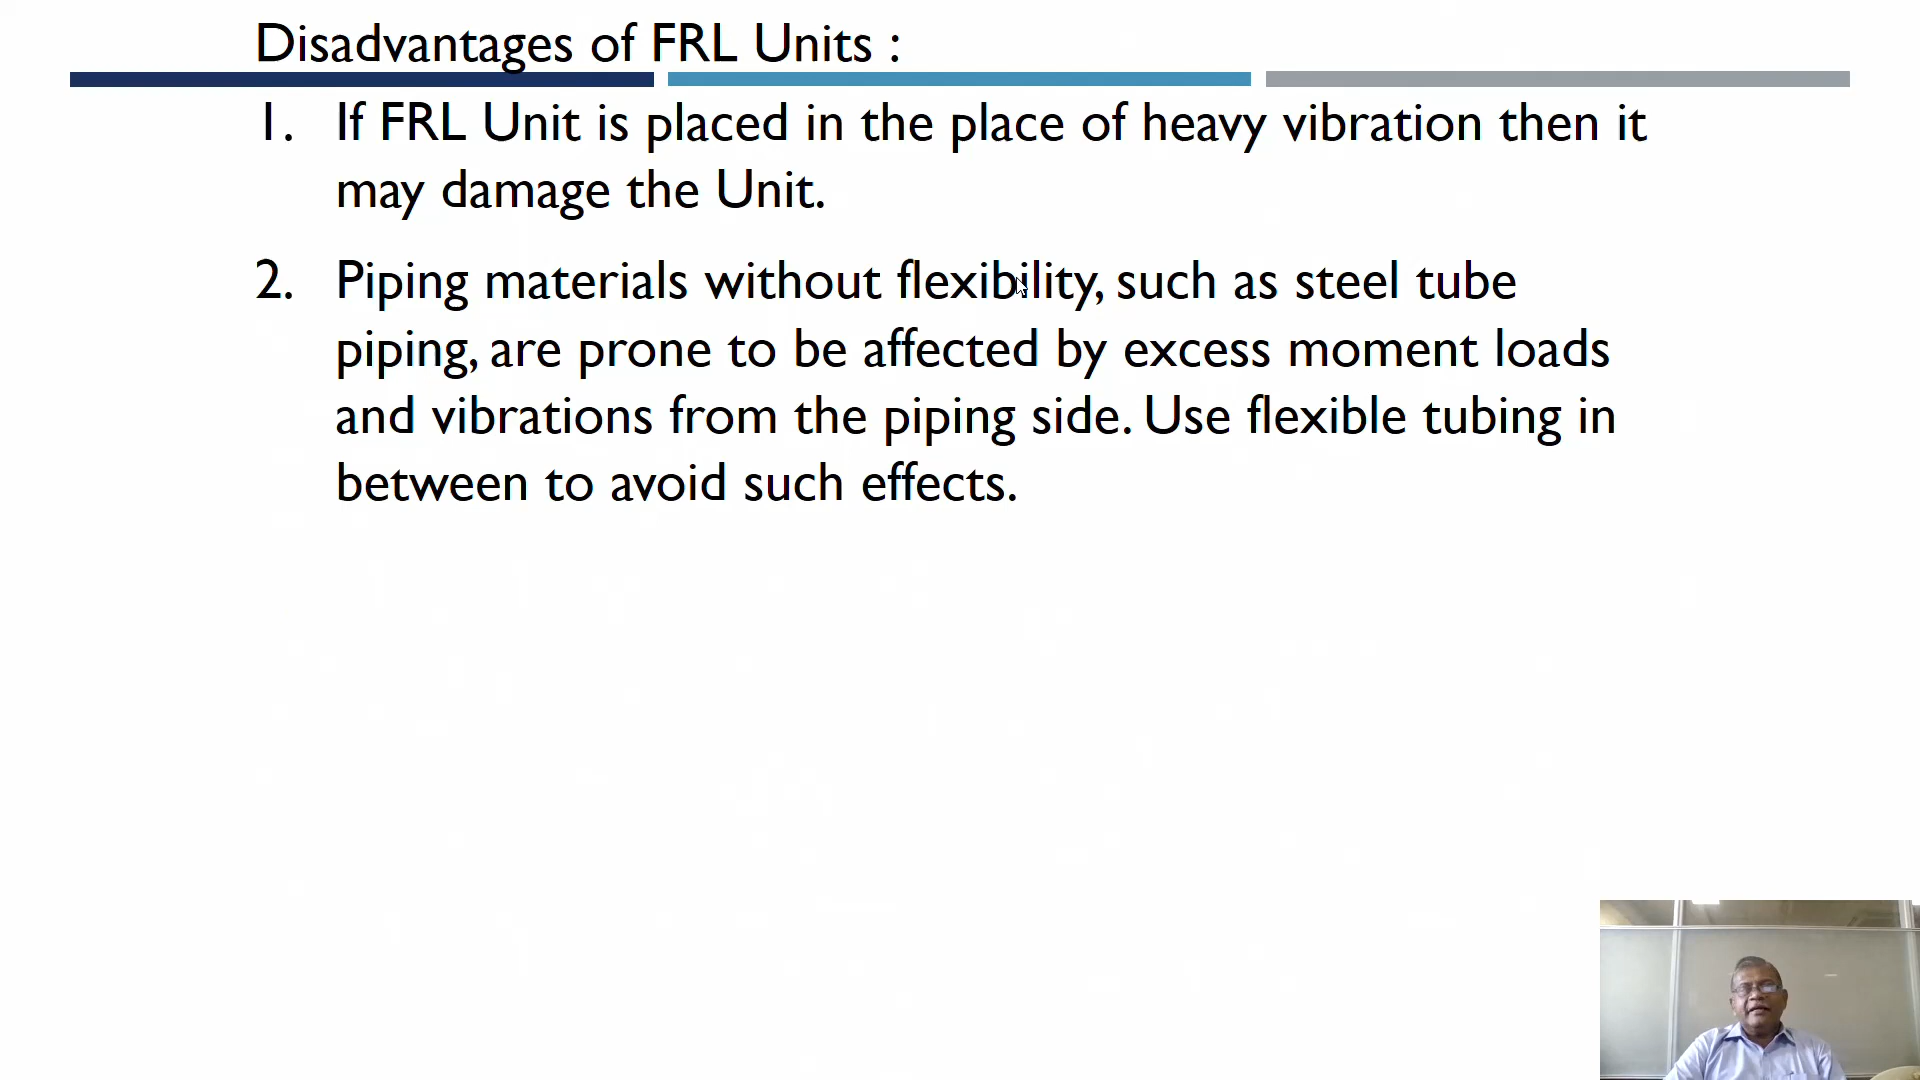 Disadvantages of FRL Units :
1. If FRL Unit is placed in the place of heavy vibration then it
may damage the Unit.
2. Piping materials without flexibility, such as steel tube
piping, are prone to be affected by excess moment loads
and vibrations from the piping side. Use flexible tubing in
between to avoid such effects.